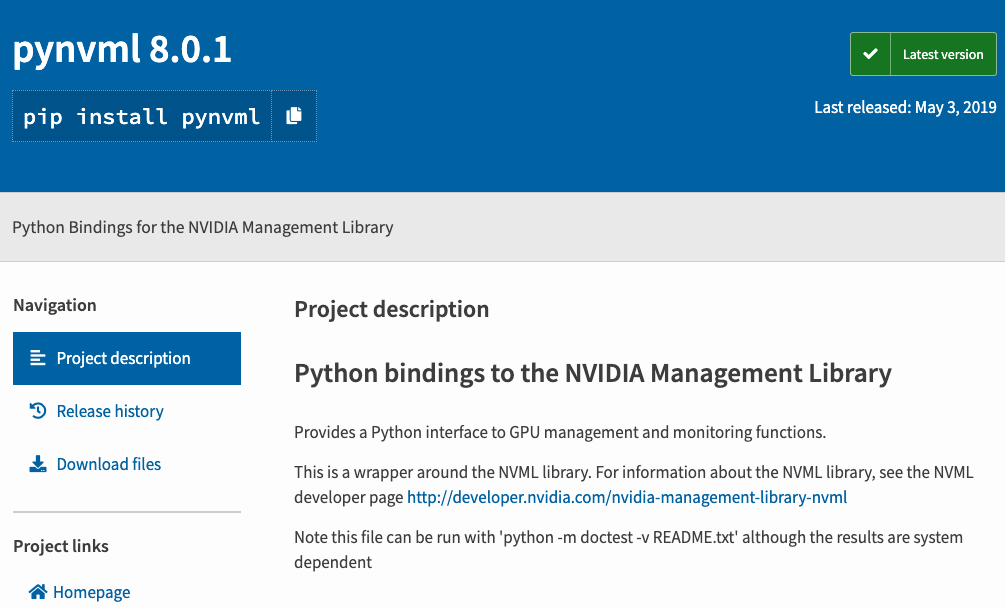 pynvml 8.0.1
pip install pynvml
Latest version
Last released: May 3, 2019
Python Bindings for the NVIDIA Management Library
Navigation
Project description
Release history
Download files
Project links
Homepage
Project description
Python bindings to the NVIDIA Management Library
Provides a Python interface to GPU management and monitoring functions.
This is a wrapper around the NVML library. For information about the NVML library, see the NVML
developer page http://developer.nvidia.com/nvidia-management-library-nvml
Note this file can be run with 'python -m doctest -v README.txt' although the results are system
dependent